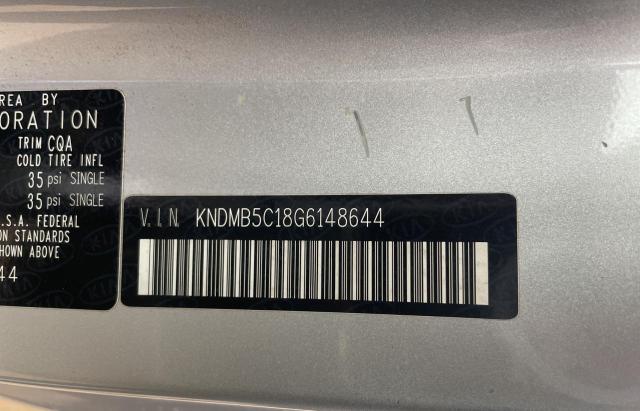 REA BY
ORATION
TRIM CQA
COLD TIRE INFL
35 psi SINGLE
35 psi SINGLE
.S.A. FEDERAL
ON STANDARDS
HOWN ABOVE
44
V.I.N. KNDMB5C18G6148644